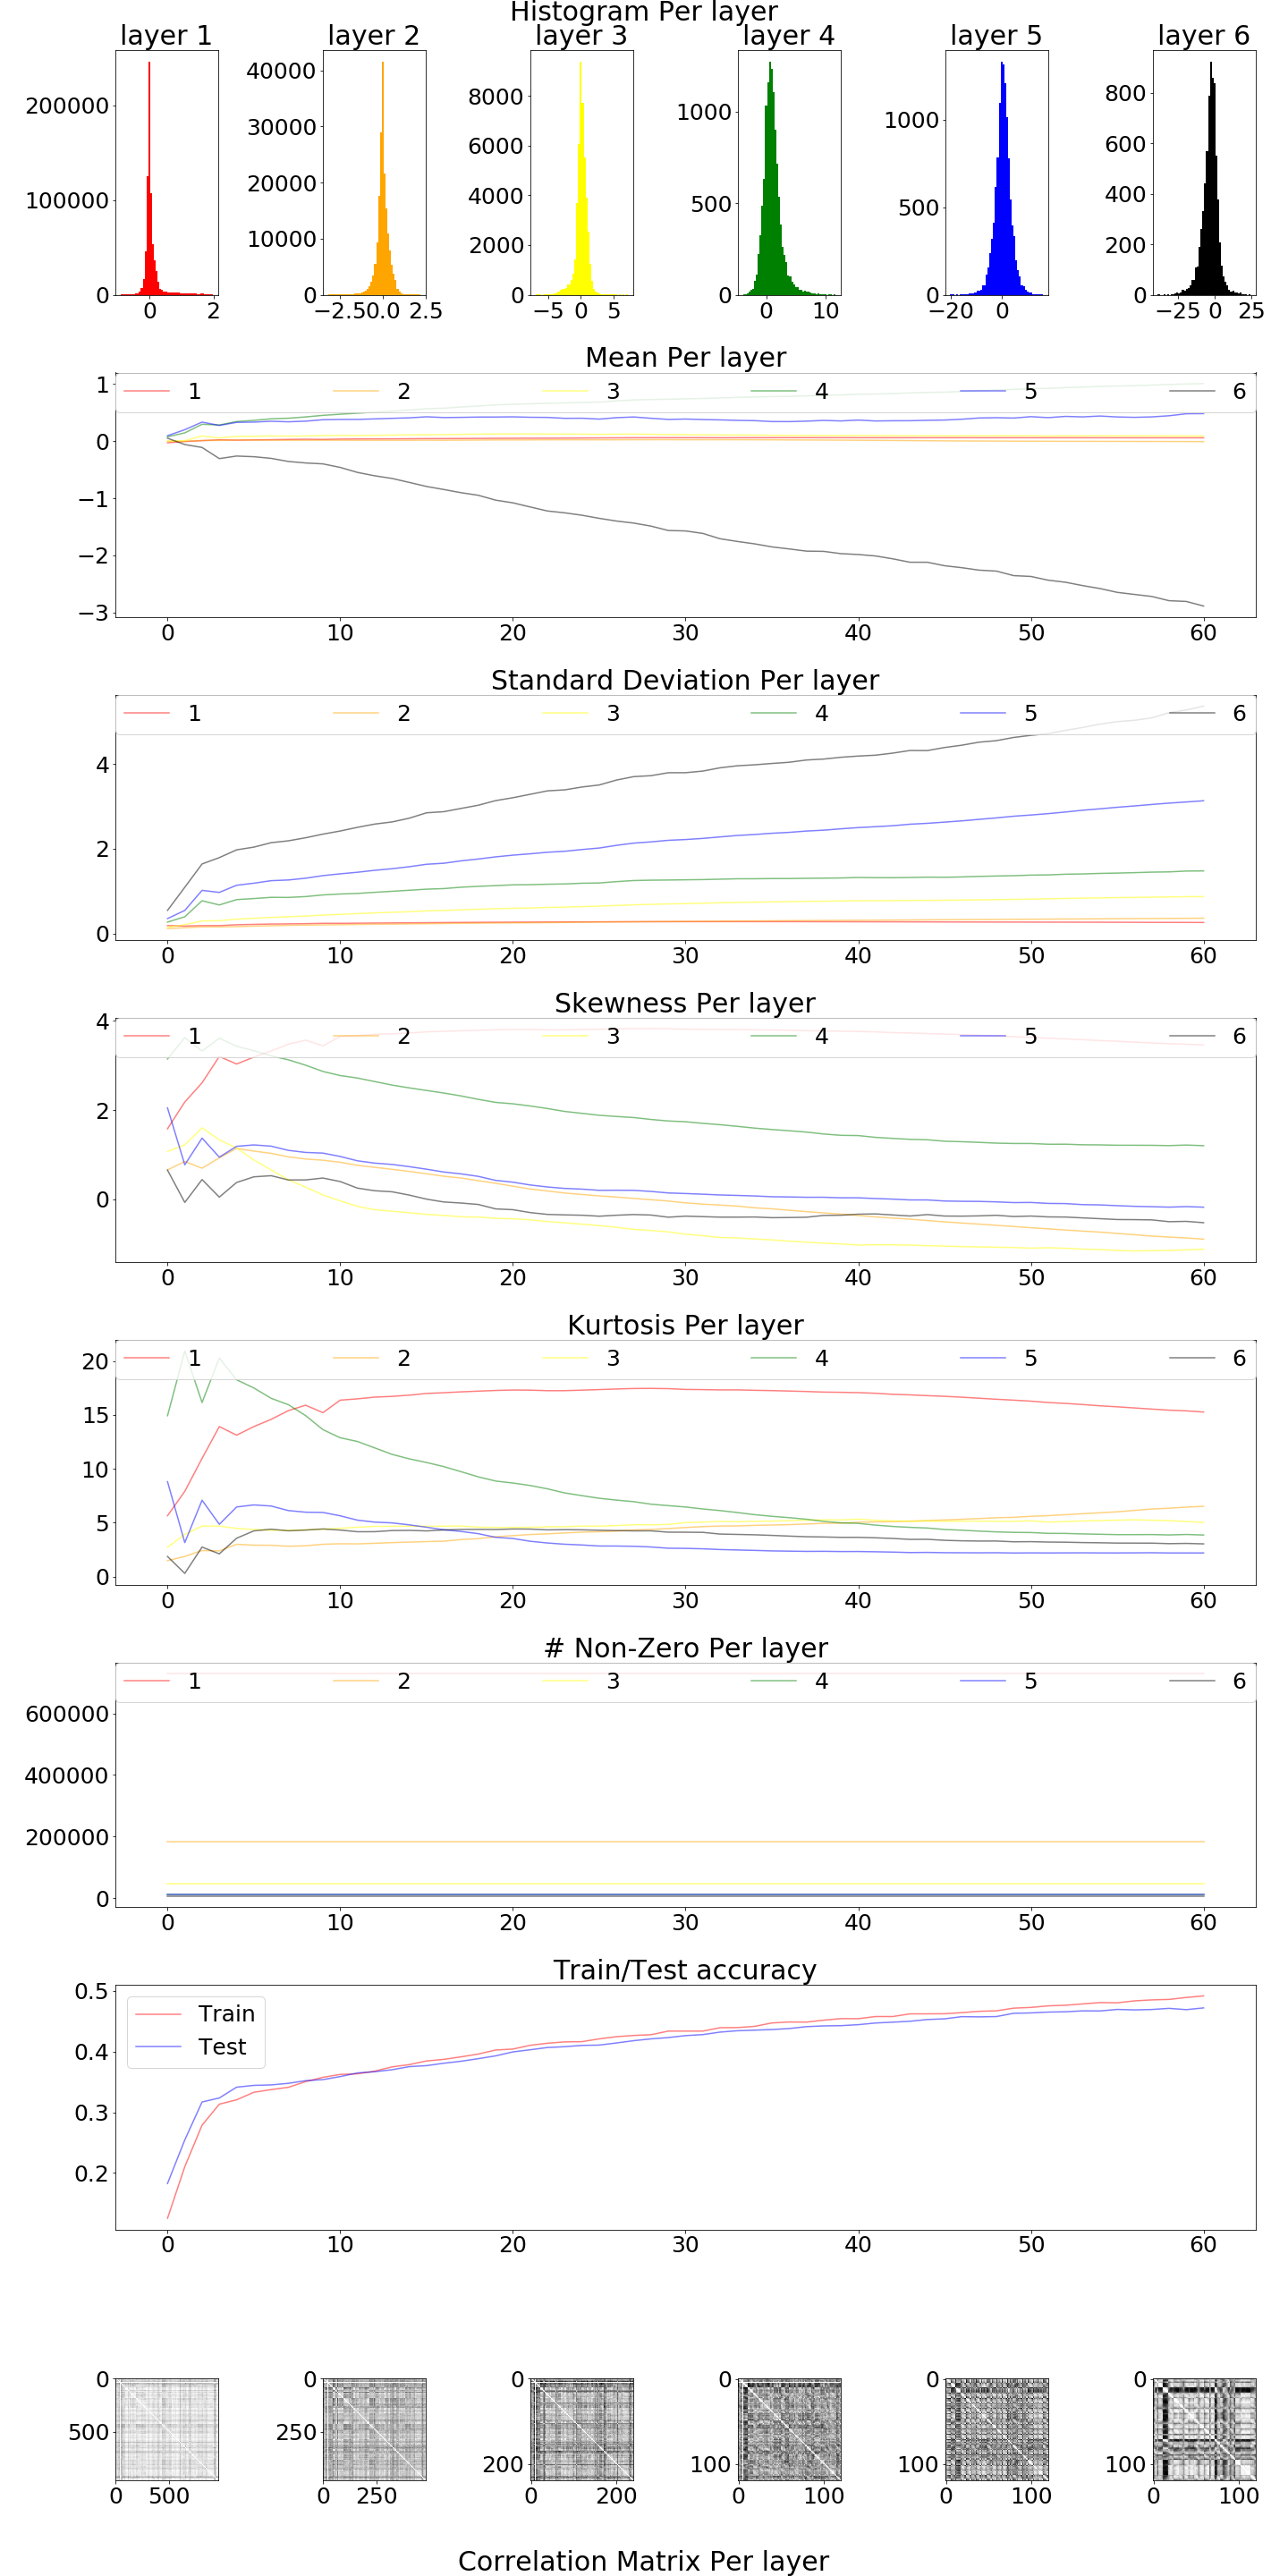 Histogram Per layer
layer 1 layer 2 layer 3 layer 4 layer 5 layer 6
200000
100000
0
0 2
40000
30000
20000
10000
0
−2.5 0.0 2.5
8000
6000
4000
2000
0
−5 0 5
1000
500
0
0 10
1000
500
0
−20 0
800
600
400
200
0
−25 0 25
Mean Per layer
1 2 3 4 5 6
1
0
−1
−2
−3
0 10 20 30 40 50 60
Standard Deviation Per layer
1 2 3 4 5 6
4
2
0
0 10 20 30 40 50 60
Skewness Per layer
1 2 3 4 5 6
4
2
0
0 10 20 30 40 50 60
Kurtosis Per layer
1 2 3 4 5 6
20
15
10
5
0
0 10 20 30 40 50 60
# Non-Zero Per layer
1 2 3 4 5 6
600000
400000
200000
0
0 10 20 30 40 50 60
Train/Test accuracy
Train
Test
0.5
0.4
0.3
0.2
0 10 20 30 40 50 60
0
500
0 500
0
250
0 250
0
200
0 200
0
100
0 100
0
100
0 100
0
100
0 100
Correlation Matrix Per layer